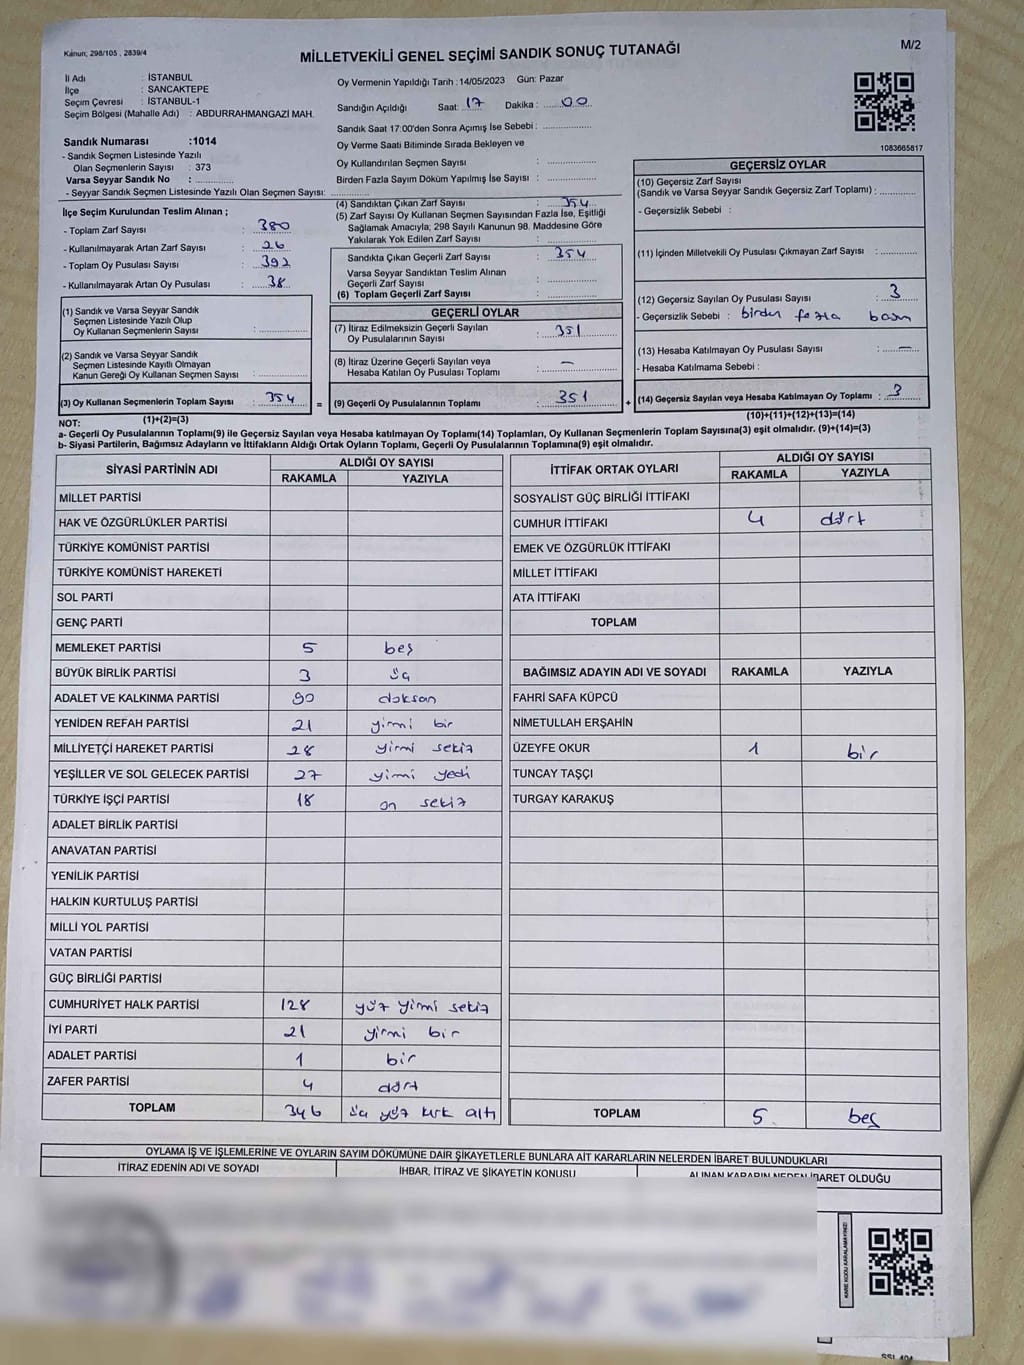 Kanun; 298/105 , 2839/4
MİLLETVEKİLİ GENEL SEÇİMİ SANDIK SONUÇ TUTANAĞI
M/2
İl Adı : İSTANBUL
İlçe : SANCAKTEPE
Seçim Çevresi : İSTANBUL-1
Seçim Bölgesi (Mahalle Adı) : ABDURRAHMANGAZİ MAH.
Oy Vermenin Yapıldığı Tarih : 14/05/2023 Gün: Pazar
Sandığın Açıldığı Saat: 17 Dakika : 00
Sandık Saat 17:00'den Sonra Açımış İse Sebebi :
Oy Verme Saati Bitiminde Sırada Bekleyen ve
Oy Kullandırılan Seçmen Sayısı :
Birden Fazla Sayım Döküm Yapılmış İse Sayısı :
1083665817
Sandık Numarası :1014
- Sandık Seçmen Listesinde Yazılı
Olan Seçmenlerin Sayısı : 373
Varsa Seyyar Sandık No :
- Seyyar Sandık Seçmen Listesinde Yazılı Olan Seçmen Sayısı:
İlçe Seçim Kurulundan Teslim Alınan ;
- Toplam Zarf Sayısı : 380
- Kullanılmayarak Artan Zarf Sayısı : 26
- Toplam Oy Pusulası Sayısı : 392
- Kullanılmayarak Artan Oy Pusulası : 38
(1) Sandık ve Varsa Seyyar Sandık
Seçmen Listesinde Yazılı Olup
Oy Kullanan Seçmenlerin Sayısı :
(2) Sandık ve Varsa Seyyar Sandık
Seçmen Listesinde Kayıtlı Olmayan
Kanun Gereği Oy Kullanan Seçmen Sayısı :
(3) Oy Kullanan Seçmenlerin Toplam Sayısı : 354
(1)+(2)=(3)
(4) Sandıktan Çıkan Zarf Sayısı : 354
(5) Zarf Sayısı Oy Kullanan Seçmen Sayısından Fazla İse, Eşitliği
Sağlamak Amacıyla; 298 Sayılı Kanunun 98. Maddesine Göre
Yakılarak Yok Edilen Zarf Sayısı :
Sandıkta Çıkan Geçerli Zarf Sayısı : 354
Varsa Seyyar Sandıktan Teslim Alınan
Geçerli Zarf Sayısı :
(6) Toplam Geçerli Zarf Sayısı :
GEÇERLİ OYLAR
(7) İtiraz Edilmeksizin Geçerli Sayılan
Oy Pusulalarının Sayısı : 351
(8) İtiraz Üzerine Geçerli Sayılan veya
Hesaba Katılan Oy Pusulası Toplamı : —
= (9) Geçerli Oy Pusulalarının Toplamı : 351 +
GEÇERSİZ OYLAR
(10) Geçersiz Zarf Sayısı
(Sandık ve Varsa Seyyar Sandık Geçersiz Zarf Toplamı) :
- Geçersizlik Sebebi :
(11) İçinden Milletvekili Oy Pusulası Çıkmayan Zarf Sayısı :
(12) Geçersiz Sayılan Oy Pusulası Sayısı : 3
- Geçersizlik Sebebi : birden fazla basım
(13) Hesaba Katılmayan Oy Pusulası Sayısı : —
- Hesaba Katılmama Sebebi :
(14) Geçersiz Sayılan veya Hesaba Katılmayan Oy Toplamı : 3
(10)+(11)+(12)+(13)=(14)
NOT:
a- Geçerli Oy Pusulalarının Toplamı(9) ile Geçersiz Sayılan veya Hesaba katılmayan Oy Toplamı(14) Toplamları, Oy Kullanan Seçmenlerin Toplam Sayısına(3) eşit olmalıdır. (9)+(14)=(3)
b- Siyasi Partilerin, Bağımsız Adayların ve İttifakların Aldığı Ortak Oyların Toplamı, Geçerli Oy Pusulalarının Toplamına(9) eşit olmalıdır.
SİYASİ PARTİNİN ADI ALDIĞI OY SAYISI
RAKAMLA YAZIYLA
MİLLET PARTİSİ
HAK VE ÖZGÜRLÜKLER PARTİSİ
TÜRKİYE KOMÜNİST PARTİSİ
TÜRKİYE KOMÜNİST HAREKETİ
SOL PARTİ
GENÇ PARTİ
MEMLEKET PARTİSİ 5 beş
BÜYÜK BİRLİK PARTİSİ 3 üç
ADALET VE KALKINMA PARTİSİ 90 doksan
YENİDEN REFAH PARTİSİ 21 yirmi bir
MİLLİYETÇİ HAREKET PARTİSİ 28 yirmi sekiz
YEŞİLLER VE SOL GELECEK PARTİSİ 27 yirmi yedi
TÜRKİYE İŞÇİ PARTİSİ 18 on sekiz
ADALET BİRLİK PARTİSİ
ANAVATAN PARTİSİ
YENİLİK PARTİSİ
HALKIN KURTULUŞ PARTİSİ
MİLLİ YOL PARTİSİ
VATAN PARTİSİ
GÜÇ BİRLİĞİ PARTİSİ
CUMHURİYET HALK PARTİSİ 128 yüz yirmi sekiz
İYİ PARTİ 21 yirmi bir
ADALET PARTİSİ 1 bir
ZAFER PARTİSİ 4 dört
TOPLAM 346 üç yüz kırk altı
İTTİFAK ORTAK OYLARI ALDIĞI OY SAYISI
RAKAMLA YAZIYLA
SOSYALİST GÜÇ BİRLİĞİ İTTİFAKI
CUMHUR İTTİFAKI 4 dört
EMEK VE ÖZGÜRLÜK İTTİFAKI
MİLLET İTTİFAKI
ATA İTTİFAKI
TOPLAM
BAĞIMSIZ ADAYIN ADI VE SOYADI RAKAMLA YAZIYLA
FAHRİ SAFA KÜPCÜ
NİMETULLAH ERŞAHİN
ÜZEYFE OKUR 1 bir
TUNCAY TAŞÇI
TURGAY KARAKUŞ
TOPLAM 5 beş
OYLAMA İŞ VE İŞLEMLERİNE VE OYLARIN SAYIM DÖKÜMÜNE DAİR ŞİKAYETLERLE BUNLARA AİT KARARLARIN NELERDEN İBARET BULUNDUKLARI
İTİRAZ EDENİN ADI VE SOYADI İHBAR, İTİRAZ VE ŞİKAYETİN KONUSU ALINAN KARARIN NEDEN İBARET OLDUĞU
KARE KODU KARALAMAYINIZ!